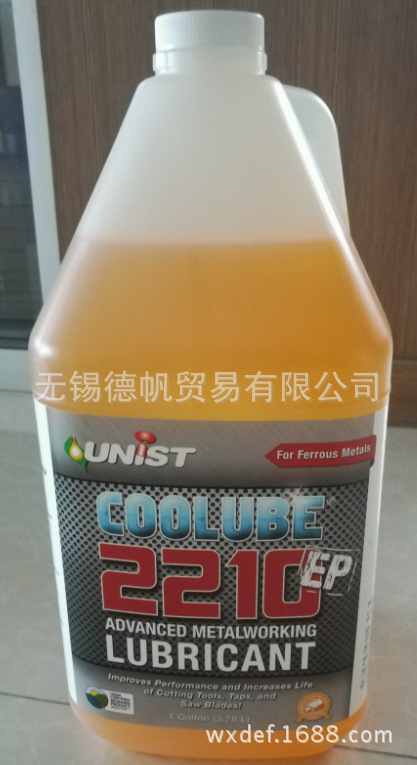 无锡德帆贸易有限公司
UNIST
For Ferrous Metals
COOLUBE®
2210 EP
ADVANCED METALWORKING
LUBRICANT
Improves Performance and Increases Life
of Cutting Tools, Taps, and
Saw Blades!
1 Gallon (3.78 L)
wxdef.1688.com